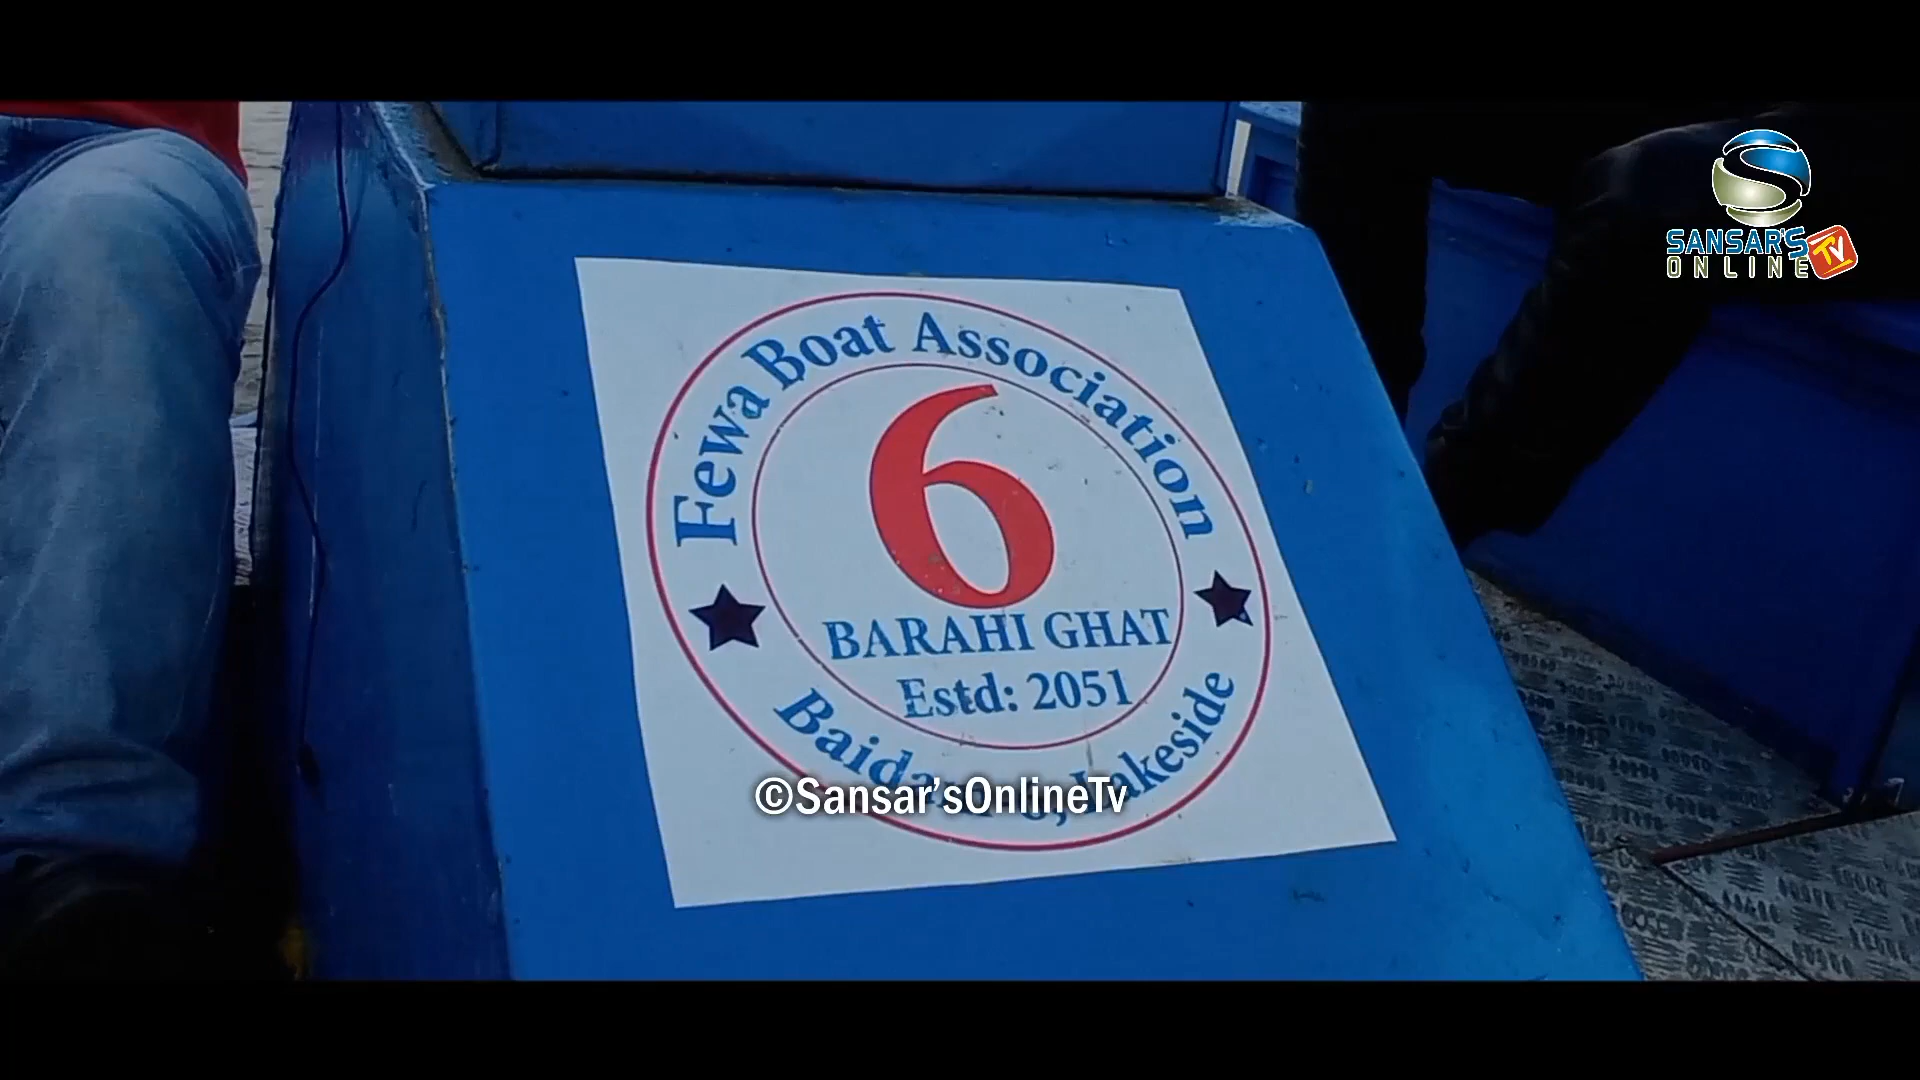 SANSAR'S
ONLINE TV
Fewa Boat Association
6
BARAHI GHAT
Estd: 2051
Lakeside
©Sansar'sOnlineTv